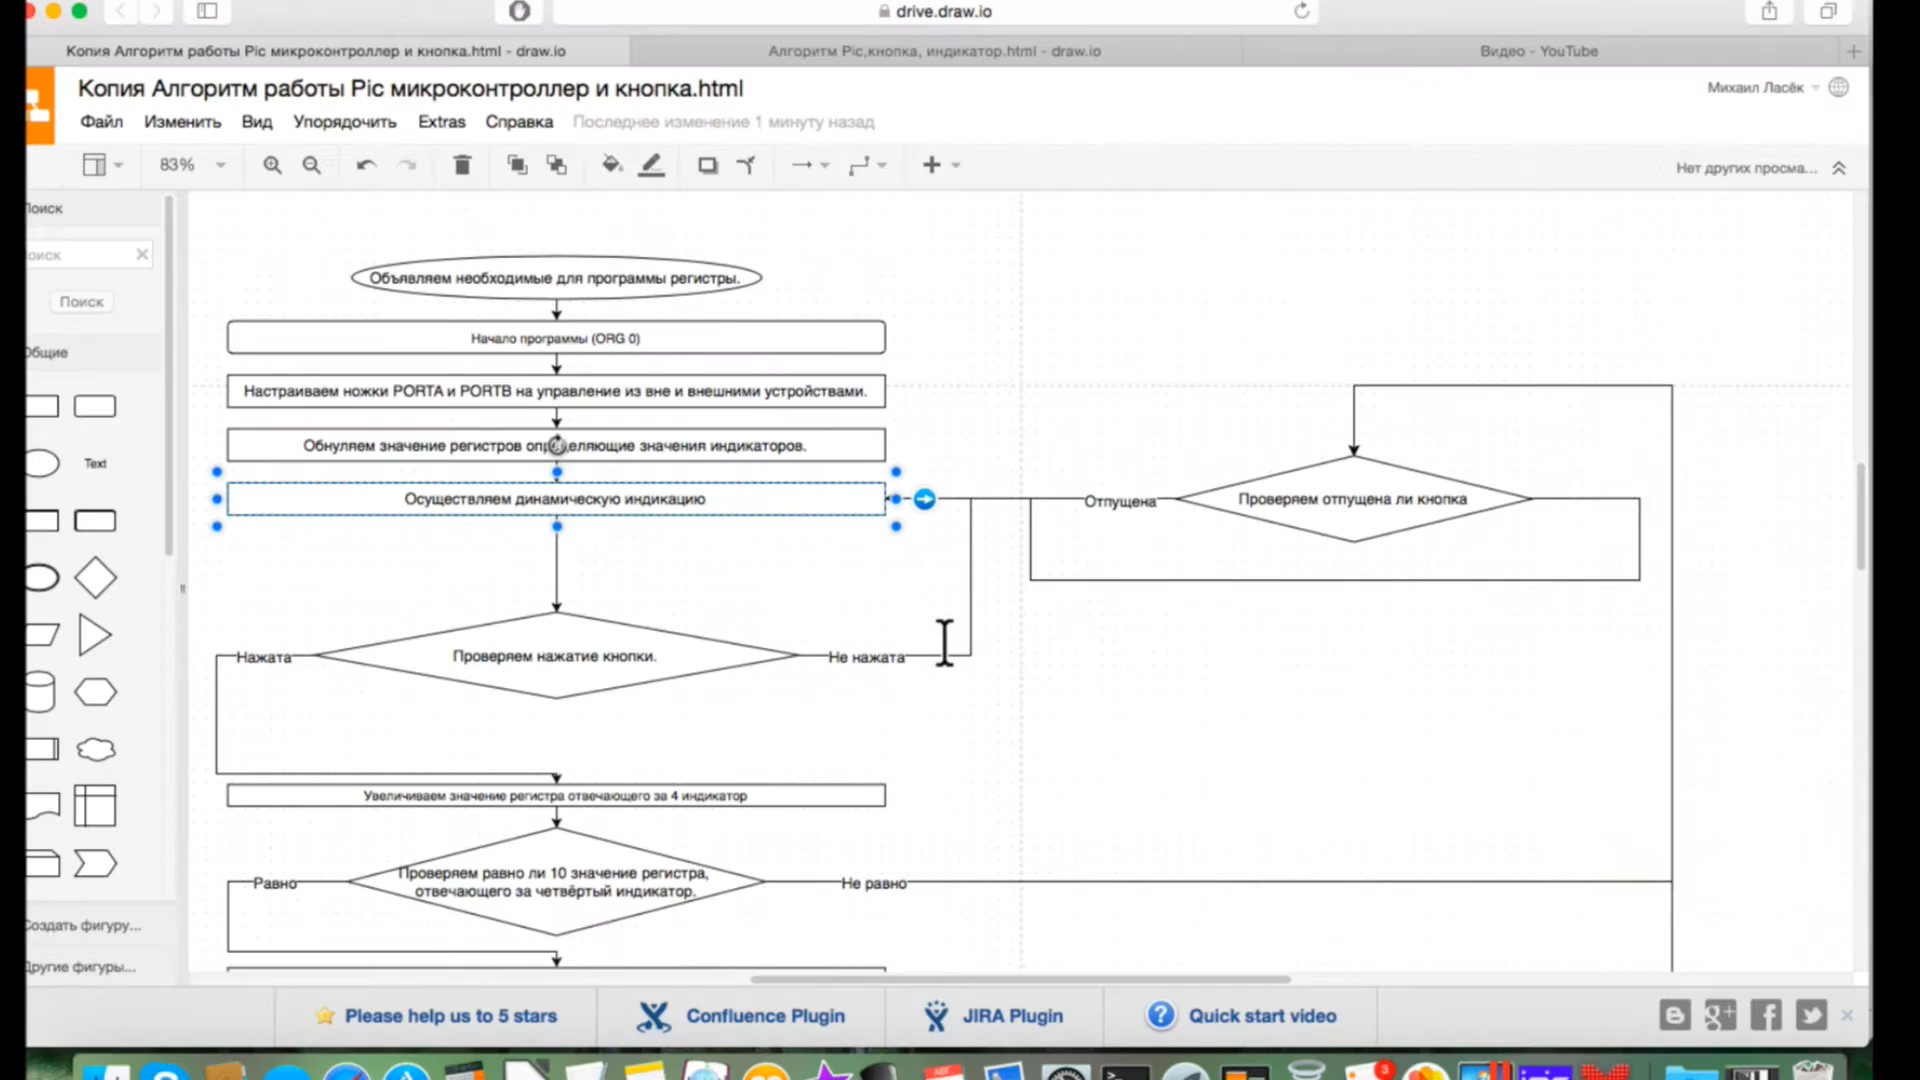 drive.draw.io
Копия Алгоритм работы Pic микроконтроллер и кнопка.html - draw.io
Алгоритм Pic,кнопка, индикатор.html - draw.io
Видео - YouTube
Копия Алгоритм работы Pic микроконтроллер и кнопка.html
Михаил Ласёк
Файл Изменить Вид Упорядочить Extras Справка Последнее изменение 1 минуту назад
83%
Нет других просма...
Поиск
Объявляем необходимые для программы регистры.
Начало программы (ORG 0)
Общие
Настраиваем ножки PORTA и PORTB на управление из вне и внешними устройствами.
Обнуляем значение регистров определяющие значения индикаторов.
Text
Осуществляем динамическую индикацию
Отпущена
Проверяем отпущена ли кнопка
Нажата
Проверяем нажатие кнопки.
Не нажата
Увеличиваем значение регистра отвечающего за 4 индикатор
Равно
Проверяем равно ли 10 значение регистра,
отвечающего за четвёртый индикатор.
Не равно
Создать фигуру...
Другие фигуры...
Please help us to 5 stars
Confluence Plugin
JIRA Plugin
Quick start video
3